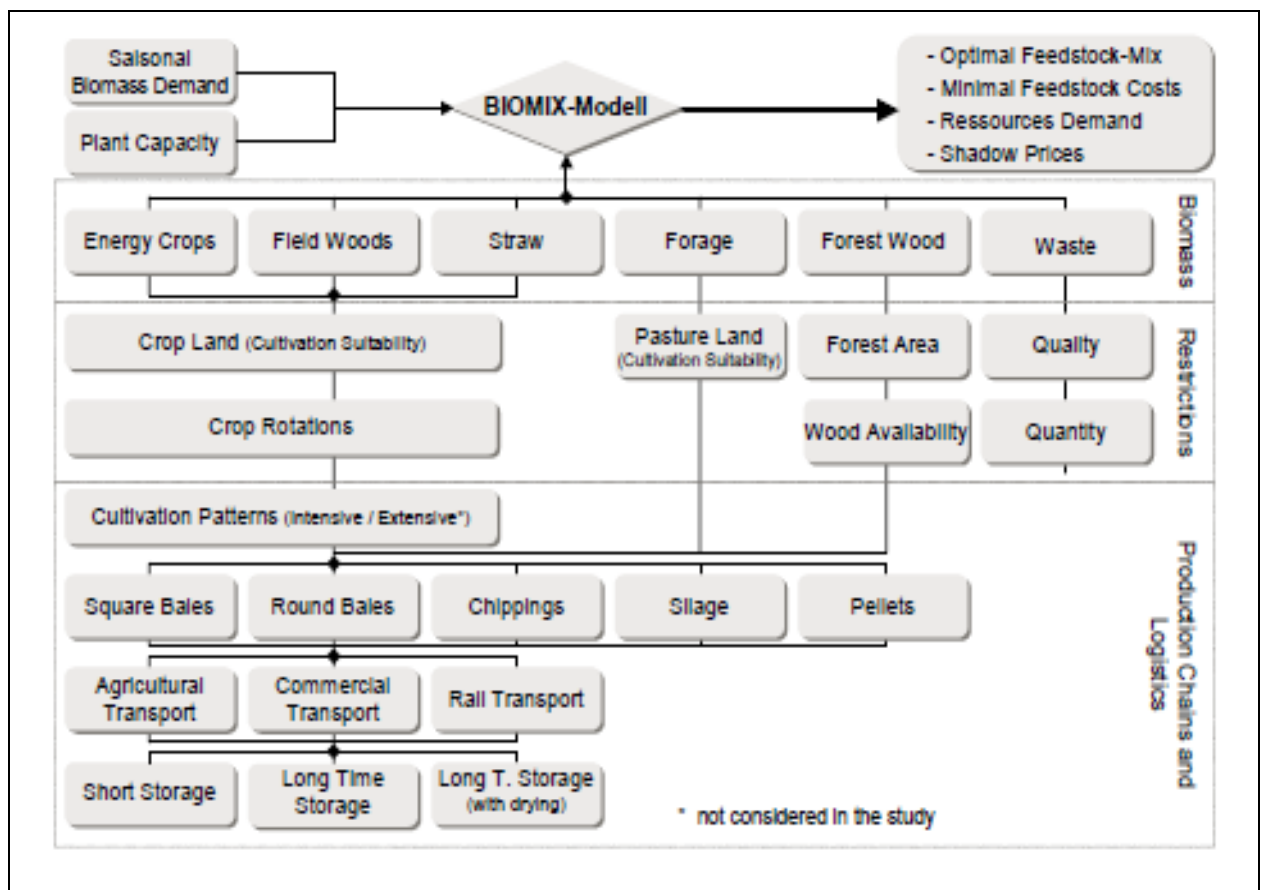 Saisonal
Biomass Demand
Plant Capacity
BIOMIX-Modell
- Optimal Feedstock-Mix
- Minimal Feedstock Costs
- Ressources Demand
- Shadow Prices
Biomass
Energy Crops
Field Woods
Straw
Forage
Forest Wood
Waste
Restrictions
Crop Land (Cultivation Suitability)
Pasture Land
(Cultivation Suitability)
Forest Area
Quality
Crop Rotations
Wood Availability
Quantity
Production Chains and
Logistics
Cultivation Patterns (Intensive / Extensive*)
Square Bales
Round Bales
Chippings
Silage
Pellets
Agricultural
Transport
Commercial
Transport
Rail Transport
Short Storage
Long Time
Storage
Long T. Storage
(with drying)
* not considered in the study